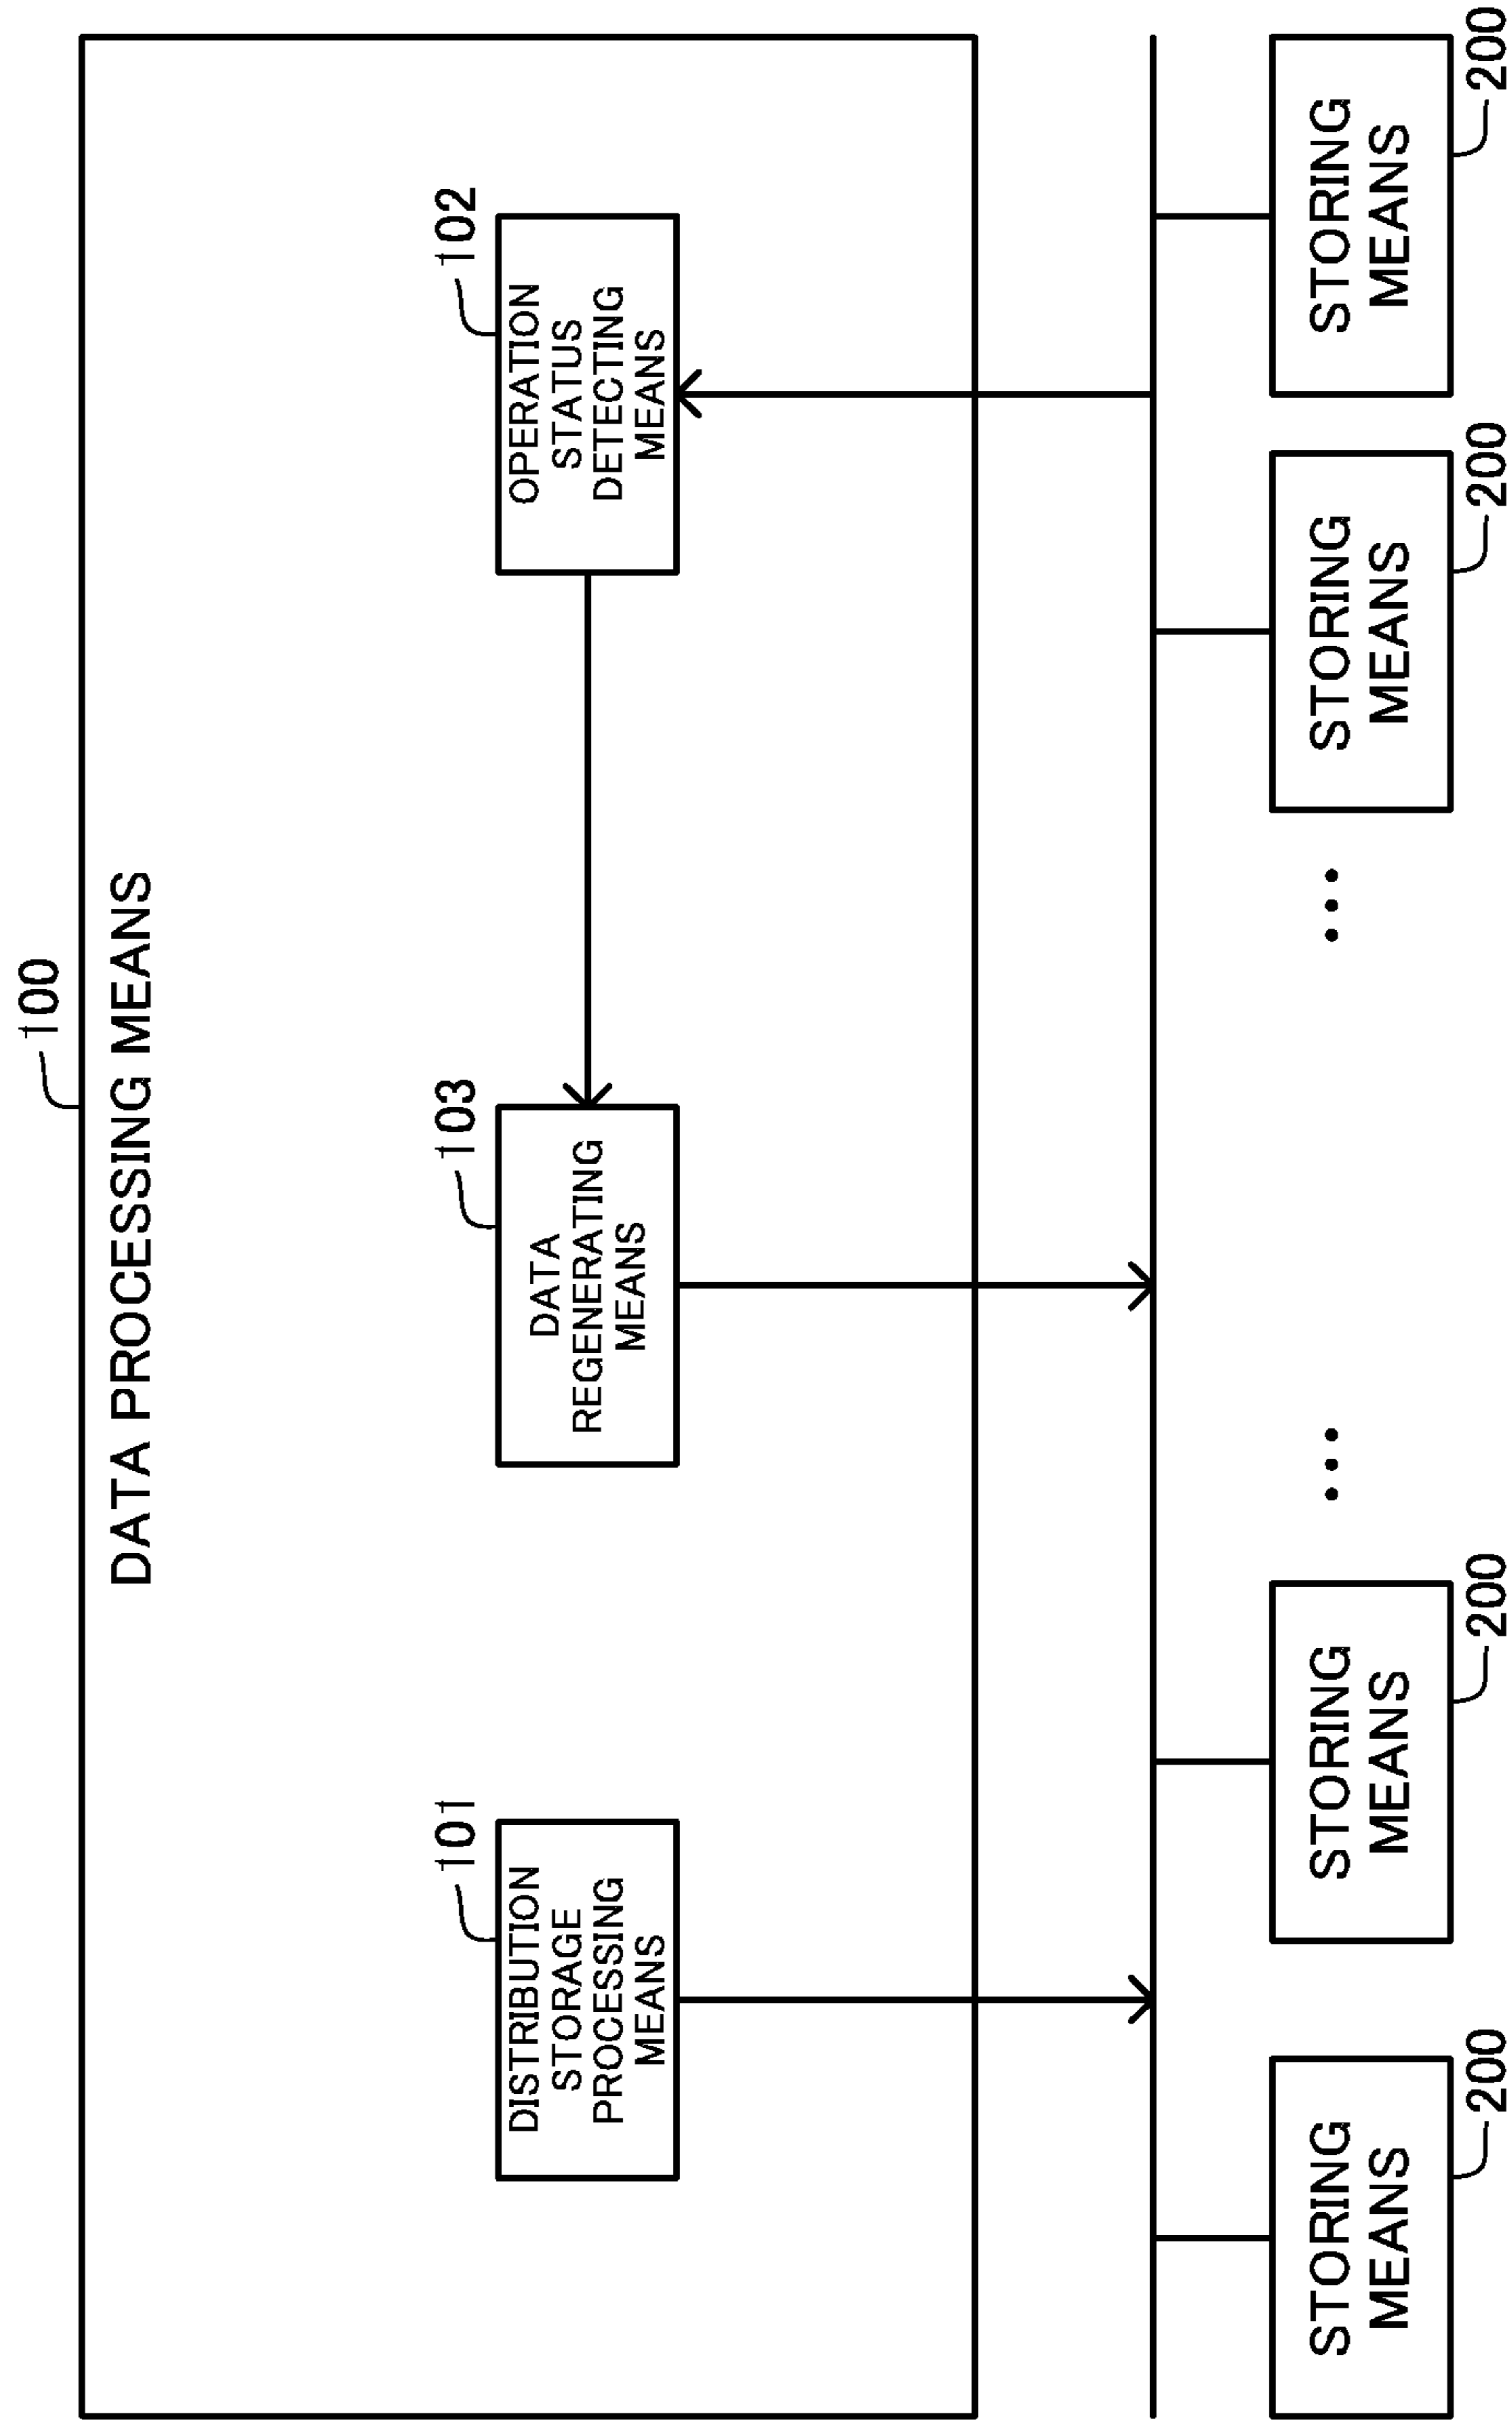 100
DATA PROCESSING MEANS
101
DISTRIBUTION
STORAGE
PROCESSING
MEANS
103
DATA
REGENERATING
MEANS
102
OPERATION
STATUS
DETECTING
MEANS
STORING
MEANS
200
STORING
MEANS
200
...
...
STORING
MEANS
200
STORING
MEANS
200